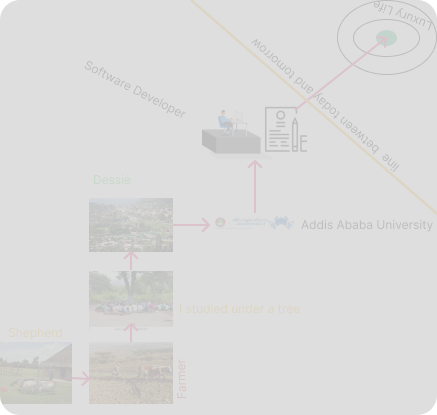 Luxury Life
line between today and tomorrow
Software Developer
Dessie
Addis Ababa University
I studied under a tree
Shepherd
Farmer